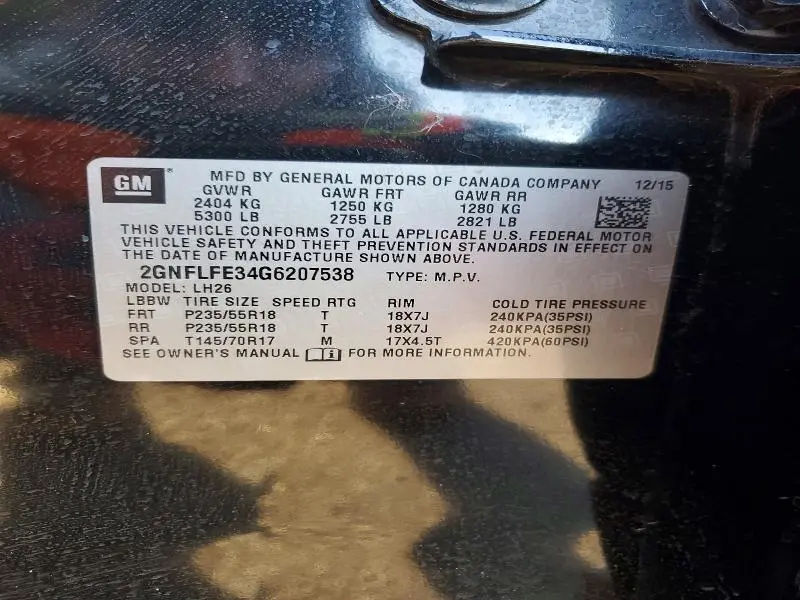 GM ® MFD BY GENERAL MOTORS OF CANADA COMPANY 12/15
GVWR GAWR FRT GAWR RR
2404 KG 1250 KG 1280 KG
5300 LB 2755 LB 2821 LB
THIS VEHICLE CONFORMS TO ALL APPLICABLE U.S. FEDERAL MOTOR
VEHICLE SAFETY AND THEFT PREVENTION STANDARDS IN EFFECT ON
THE DATE OF MANUFACTURE SHOWN ABOVE.
2GNFLFE34G6207538 TYPE: M.P.V.
MODEL: LH26
LBBW TIRE SIZE SPEED RTG RIM COLD TIRE PRESSURE
FRT P235/55R18 T 18X7J 240KPA(35PSI)
RR P235/55R18 T 18X7J 240KPA(35PSI)
SPA T145/70R17 M 17X4.5T 420KPA(60PSI)
SEE OWNER'S MANUAL FOR MORE INFORMATION.